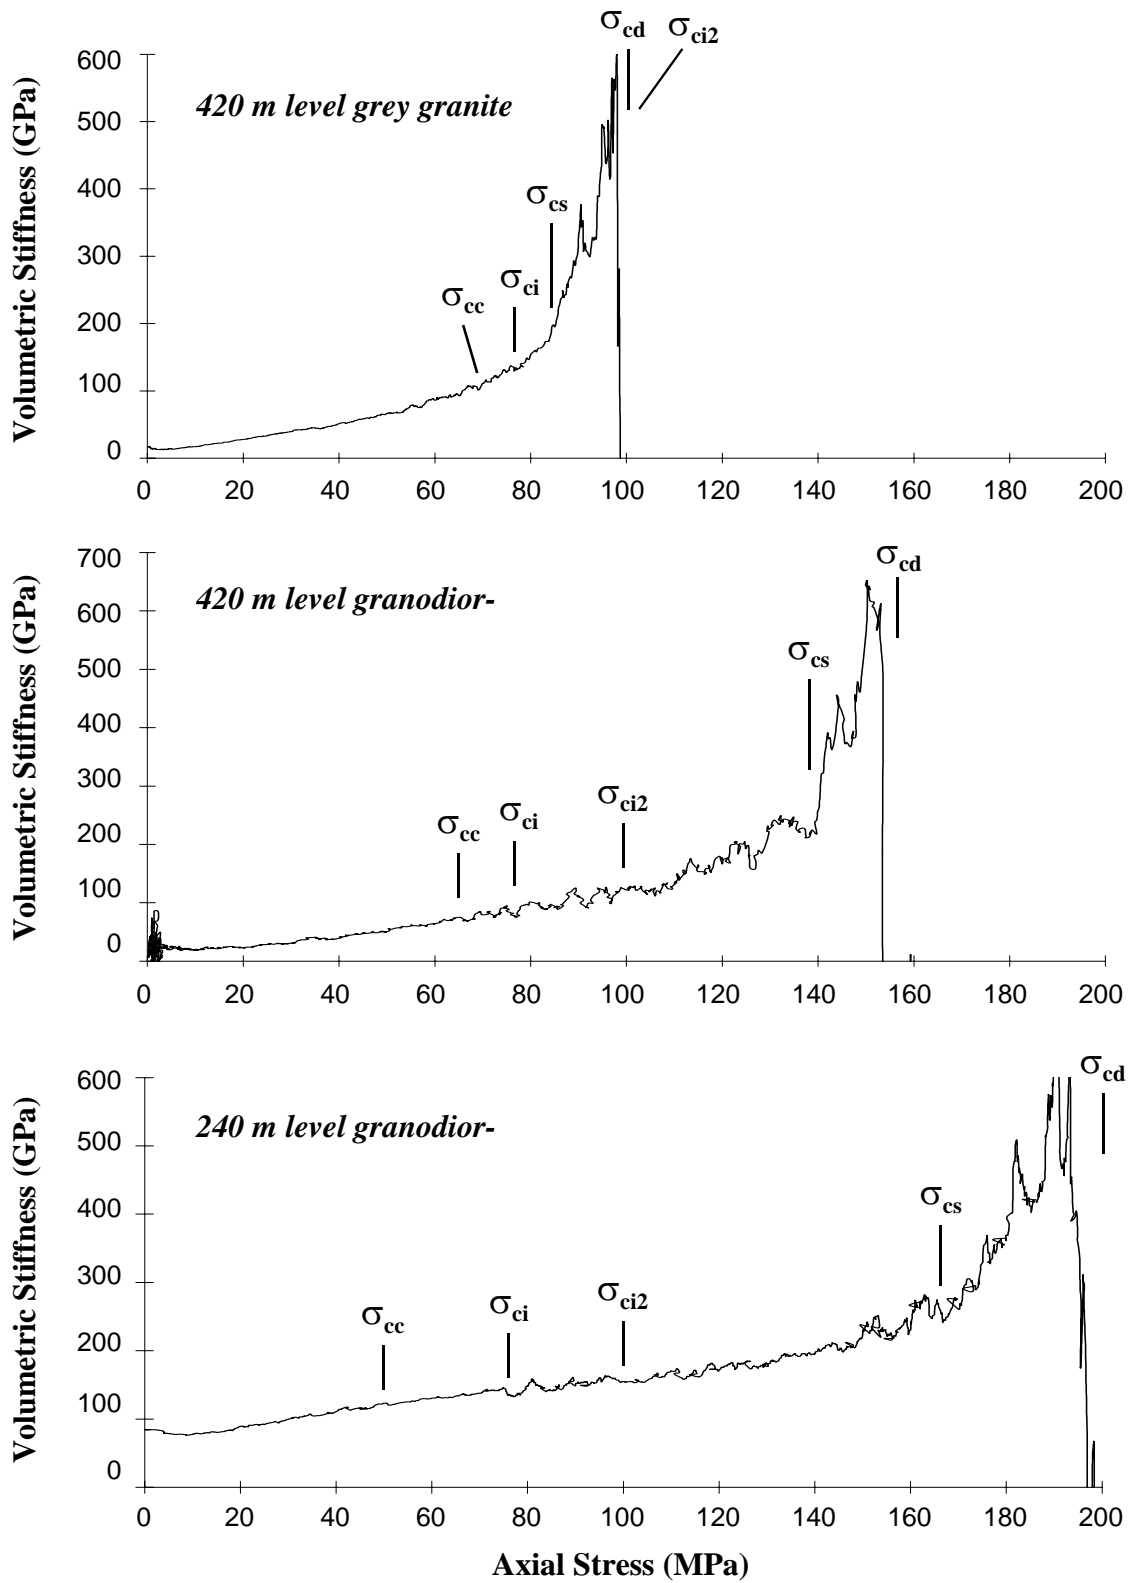 σcd σci2
600
420 m level grey granite
500
400
σcs
300
σci
σcc
200
100
0
Volumetric Stiffness (GPa)
0 20 40 60 80 100 120 140 160 180 200
700
σcd
600
420 m level granodior-
σcs
500
400
300
σci2
σci
σcc
200
100
0
Volumetric Stiffness (GPa)
0 20 40 60 80 100 120 140 160 180 200
600
σcd
240 m level granodior-
500
σcs
400
300
σci2
σci
σcc
200
100
0
Volumetric Stiffness (GPa)
0 20 40 60 80 100 120 140 160 180 200
Axial Stress (MPa)